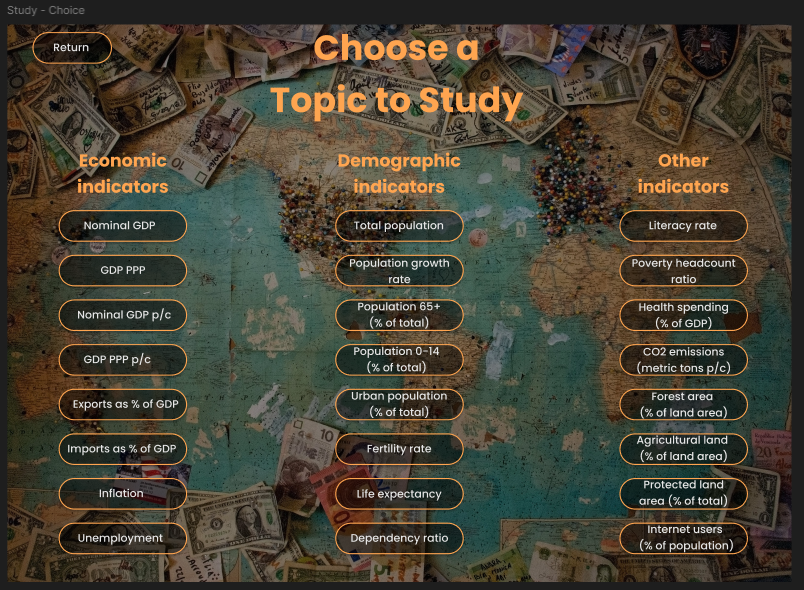 Study - Choice
Return
Choose a
Topic to Study
Economic
indicators
Nominal GDP
GDP PPP
Nominal GDP p/c
GDP PPP p/c
Exports as % of GDP
Imports as % of GDP
Inflation
Unemployment
Demographic
indicators
Total population
Population growth
rate
Population 65+
(% of total)
Population 0-14
(% of total)
Urban population
(% of total)
Fertility rate
Life expectancy
Dependency ratio
Other
indicators
Literacy rate
Poverty headcount
ratio
Health spending
(% of GDP)
CO2 emissions
(metric tons p/c)
Forest area
(% of land area)
Agricultural land
(% of land area)
Protected land
area (% of total)
Internet users
(% of population)